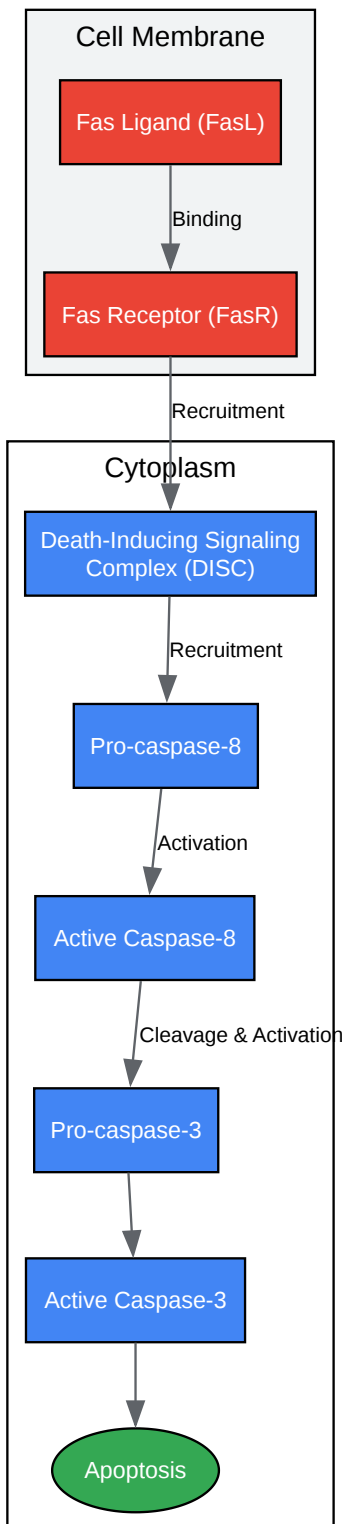 Cell Membrane
Fas Ligand (FasL)
Binding
Fas Receptor (FasR)
Recruitment
Cytoplasm
Death-Inducing Signaling
Complex (DISC)
Recruitment
Pro-caspase-8
Activation
Active Caspase-8
Cleavage & Activation
Pro-caspase-3
Active Caspase-3
Apoptosis